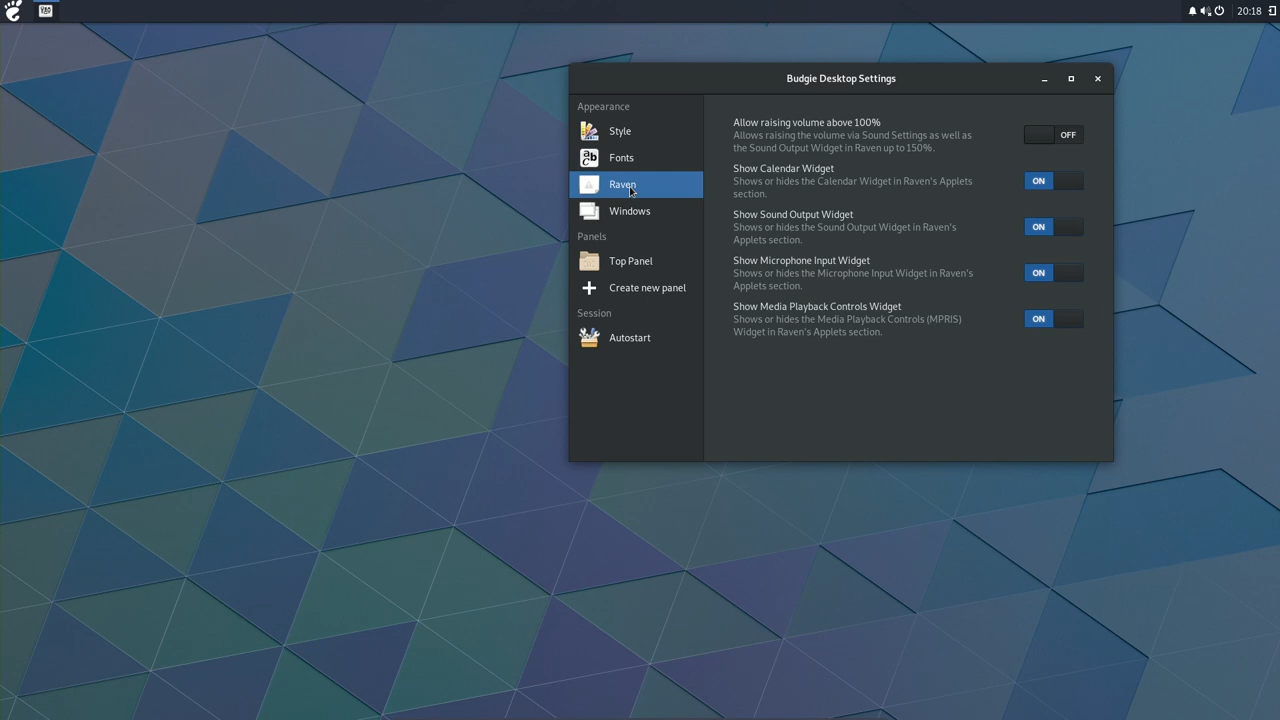 20:18
Budgie Desktop Settings
Appearance
Style
Fonts
Raven
Windows
Panels
Top Panel
Create new panel
Session
Autostart
Allow raising volume above 100%
Allows raising the volume via Sound Settings as well as
the Sound Output Widget in Raven up to 150%.
OFF
Show Calendar Widget
Shows or hides the Calendar Widget in Raven's Applets
section.
ON
Show Sound Output Widget
Shows or hides the Sound Output Widget in Raven's
Applets section.
ON
Show Microphone Input Widget
Shows or hides the Microphone Input Widget in Raven's
Applets section.
ON
Show Media Playback Controls Widget
Shows or hides the Media Playback Controls (MPRIS)
Widget in Raven's Applets section.
ON